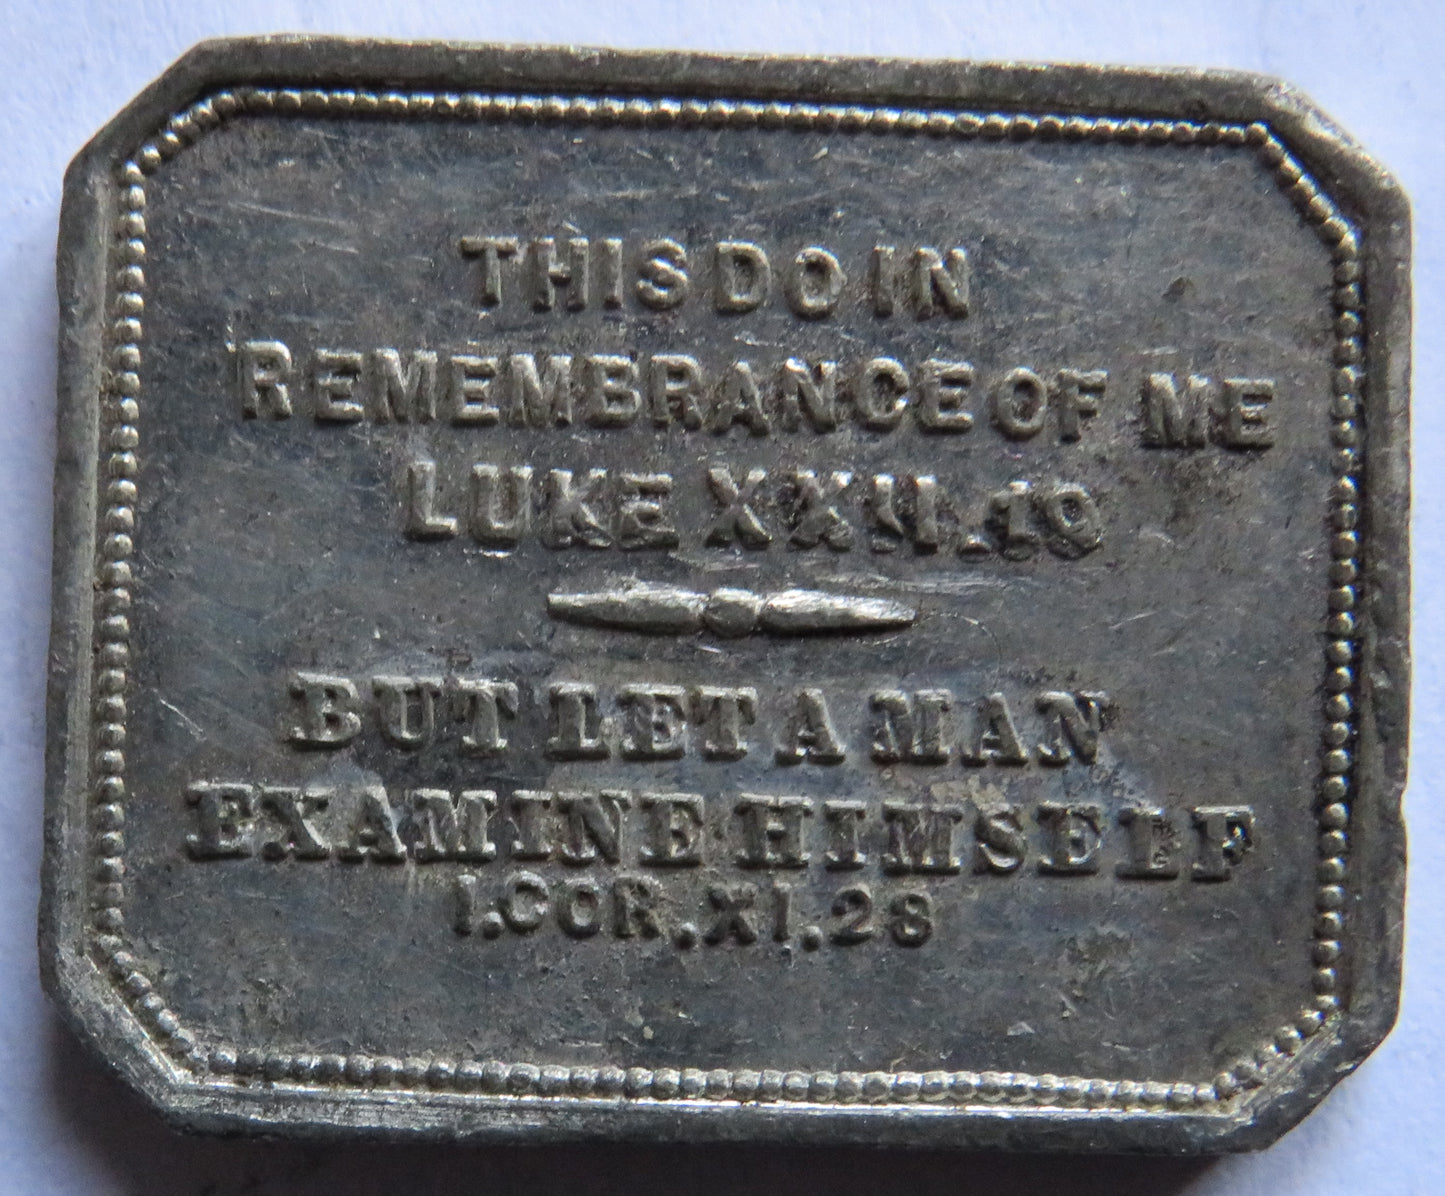 THIS DO IN
REMEMBRANCE OF ME
LUKE XXII.19
BUT LET A MAN
EXAMINE HIMSELF
I.COR.XI.28